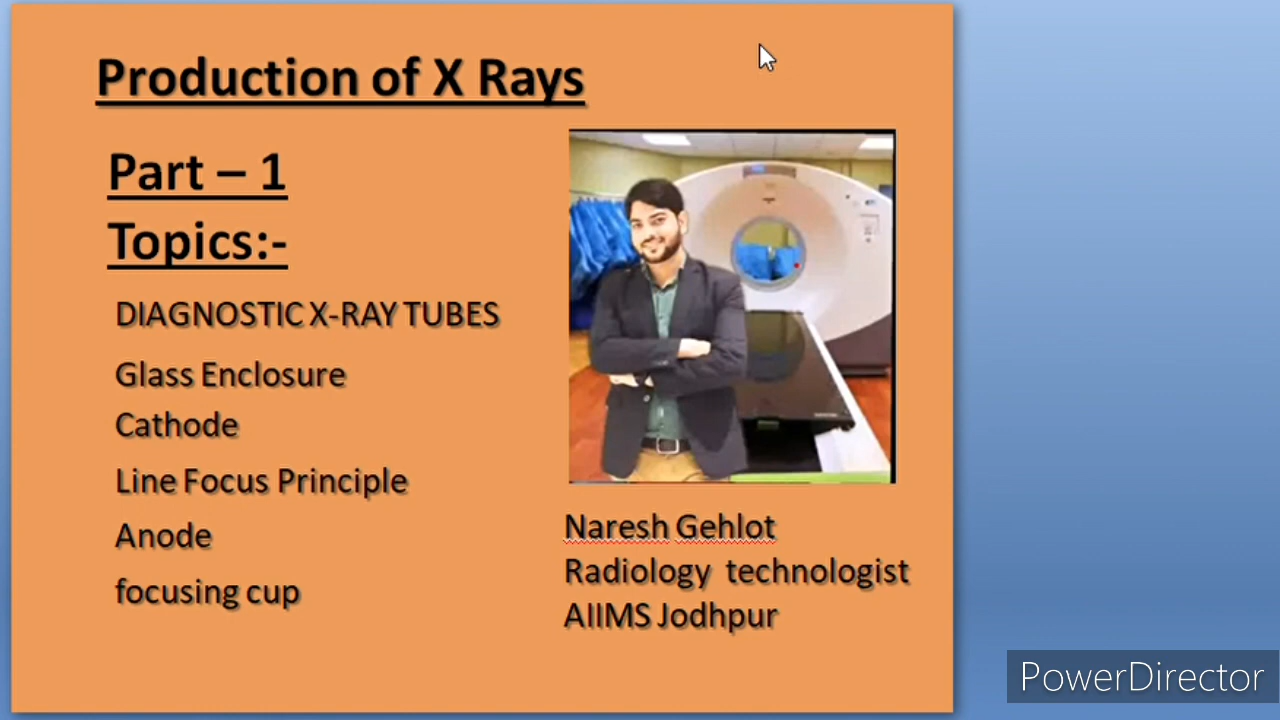 Production of X Rays
Part – 1
Topics:-
DIAGNOSTIC X-RAY TUBES
Glass Enclosure
Cathode
Line Focus Principle
Anode
focusing cup
Naresh Gehlot
Radiology technologist
AIIMS Jodhpur
PowerDirector